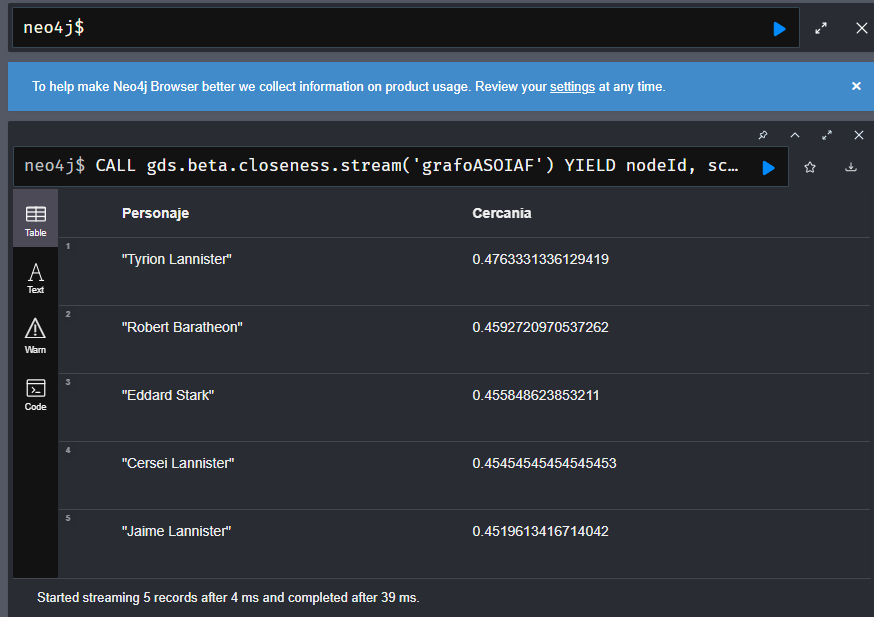 neo4j$
To help make Neo4j Browser better we collect information on product usage. Review your settings at any time.
neo4j$ CALL gds.beta.closeness.stream('grafoASOIAF') YIELD nodeId, sc…
Table
Text
Warn
Code
Personaje Cercania
1 "Tyrion Lannister" 0.4763331336129419
2 "Robert Baratheon" 0.4592720970537262
3 "Eddard Stark" 0.455848623853211
4 "Cersei Lannister" 0.45454545454545453
5 "Jaime Lannister" 0.4519613416714042
Started streaming 5 records after 4 ms and completed after 39 ms.